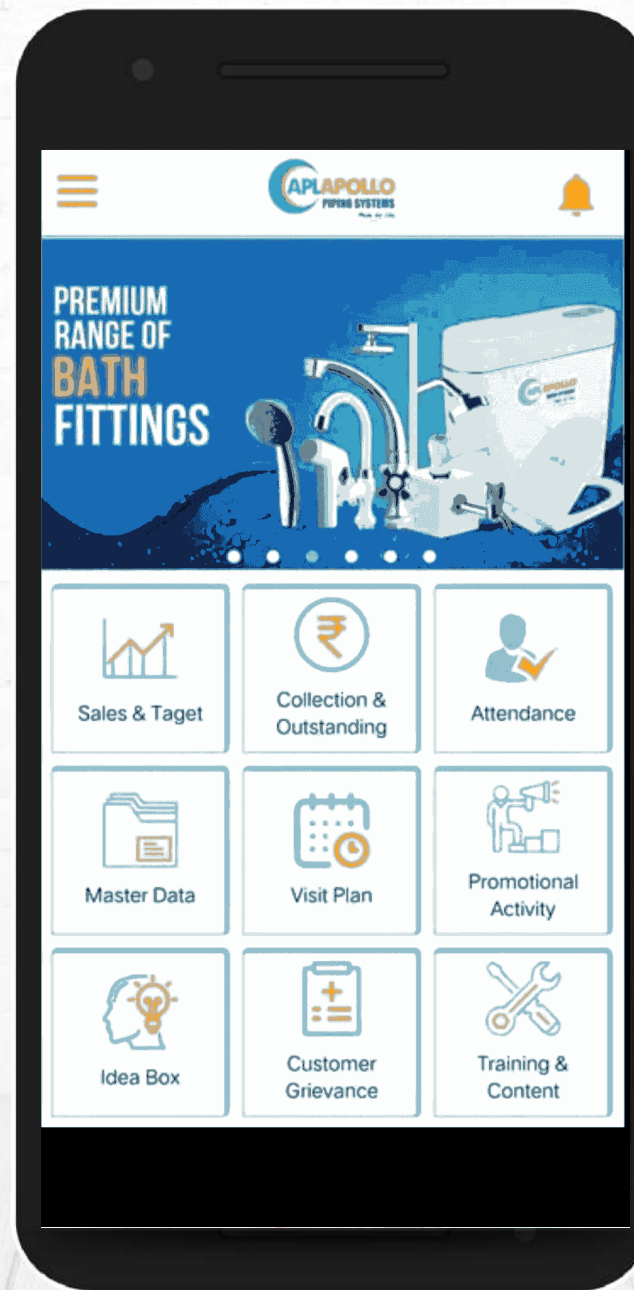 APLAPOLLO
PIPING SYSTEMS
PREMIUM
RANGE OF
BATH
FITTINGS
APLAPOLLO
Sales & Taget
Collection &
Outstanding
Attendance
Master Data
Visit Plan
Promotional
Activity
Idea Box
Customer
Grievance
Training &
Content